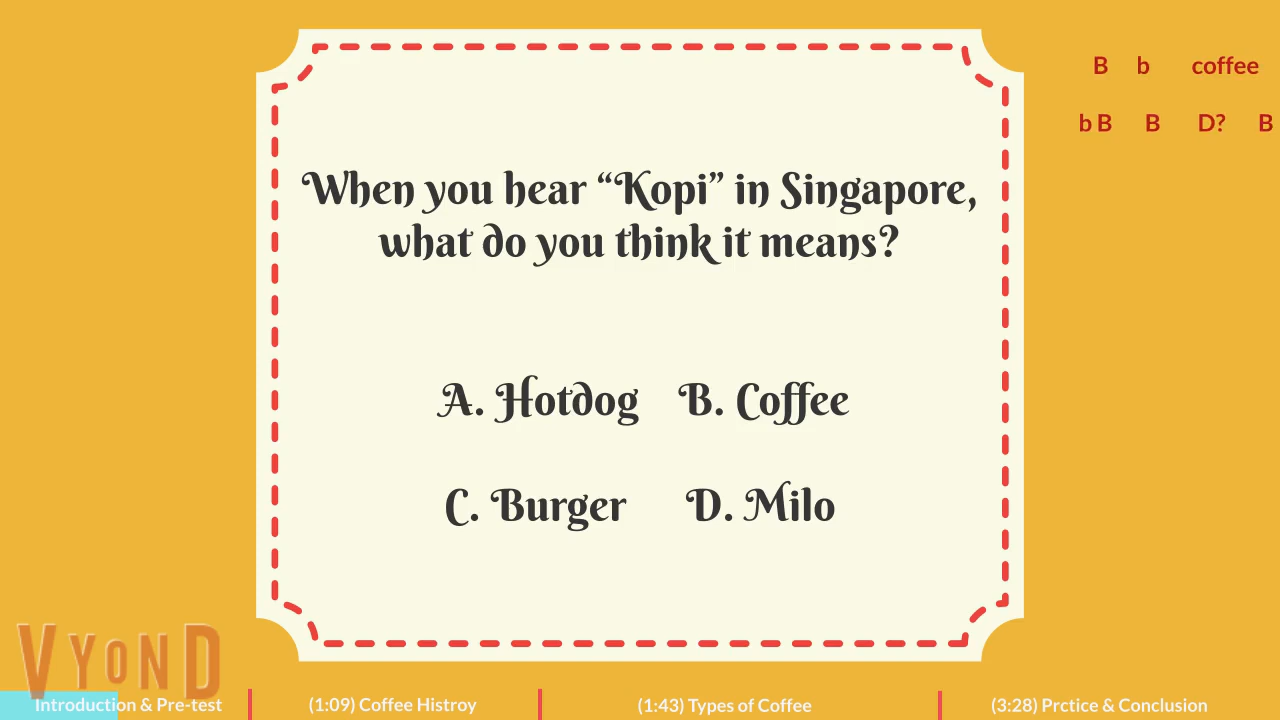 B b coffee
bB B D? B
When you hear “Kopi” in Singapore,
what do you think it means?
A. Hotdog B. Coffee
C. Burger D. Milo
VYOND
Introduction & Pre-test (1:09) Coffee Histroy (1:43) Types of Coffee (3:28) Prctice & Conclusion